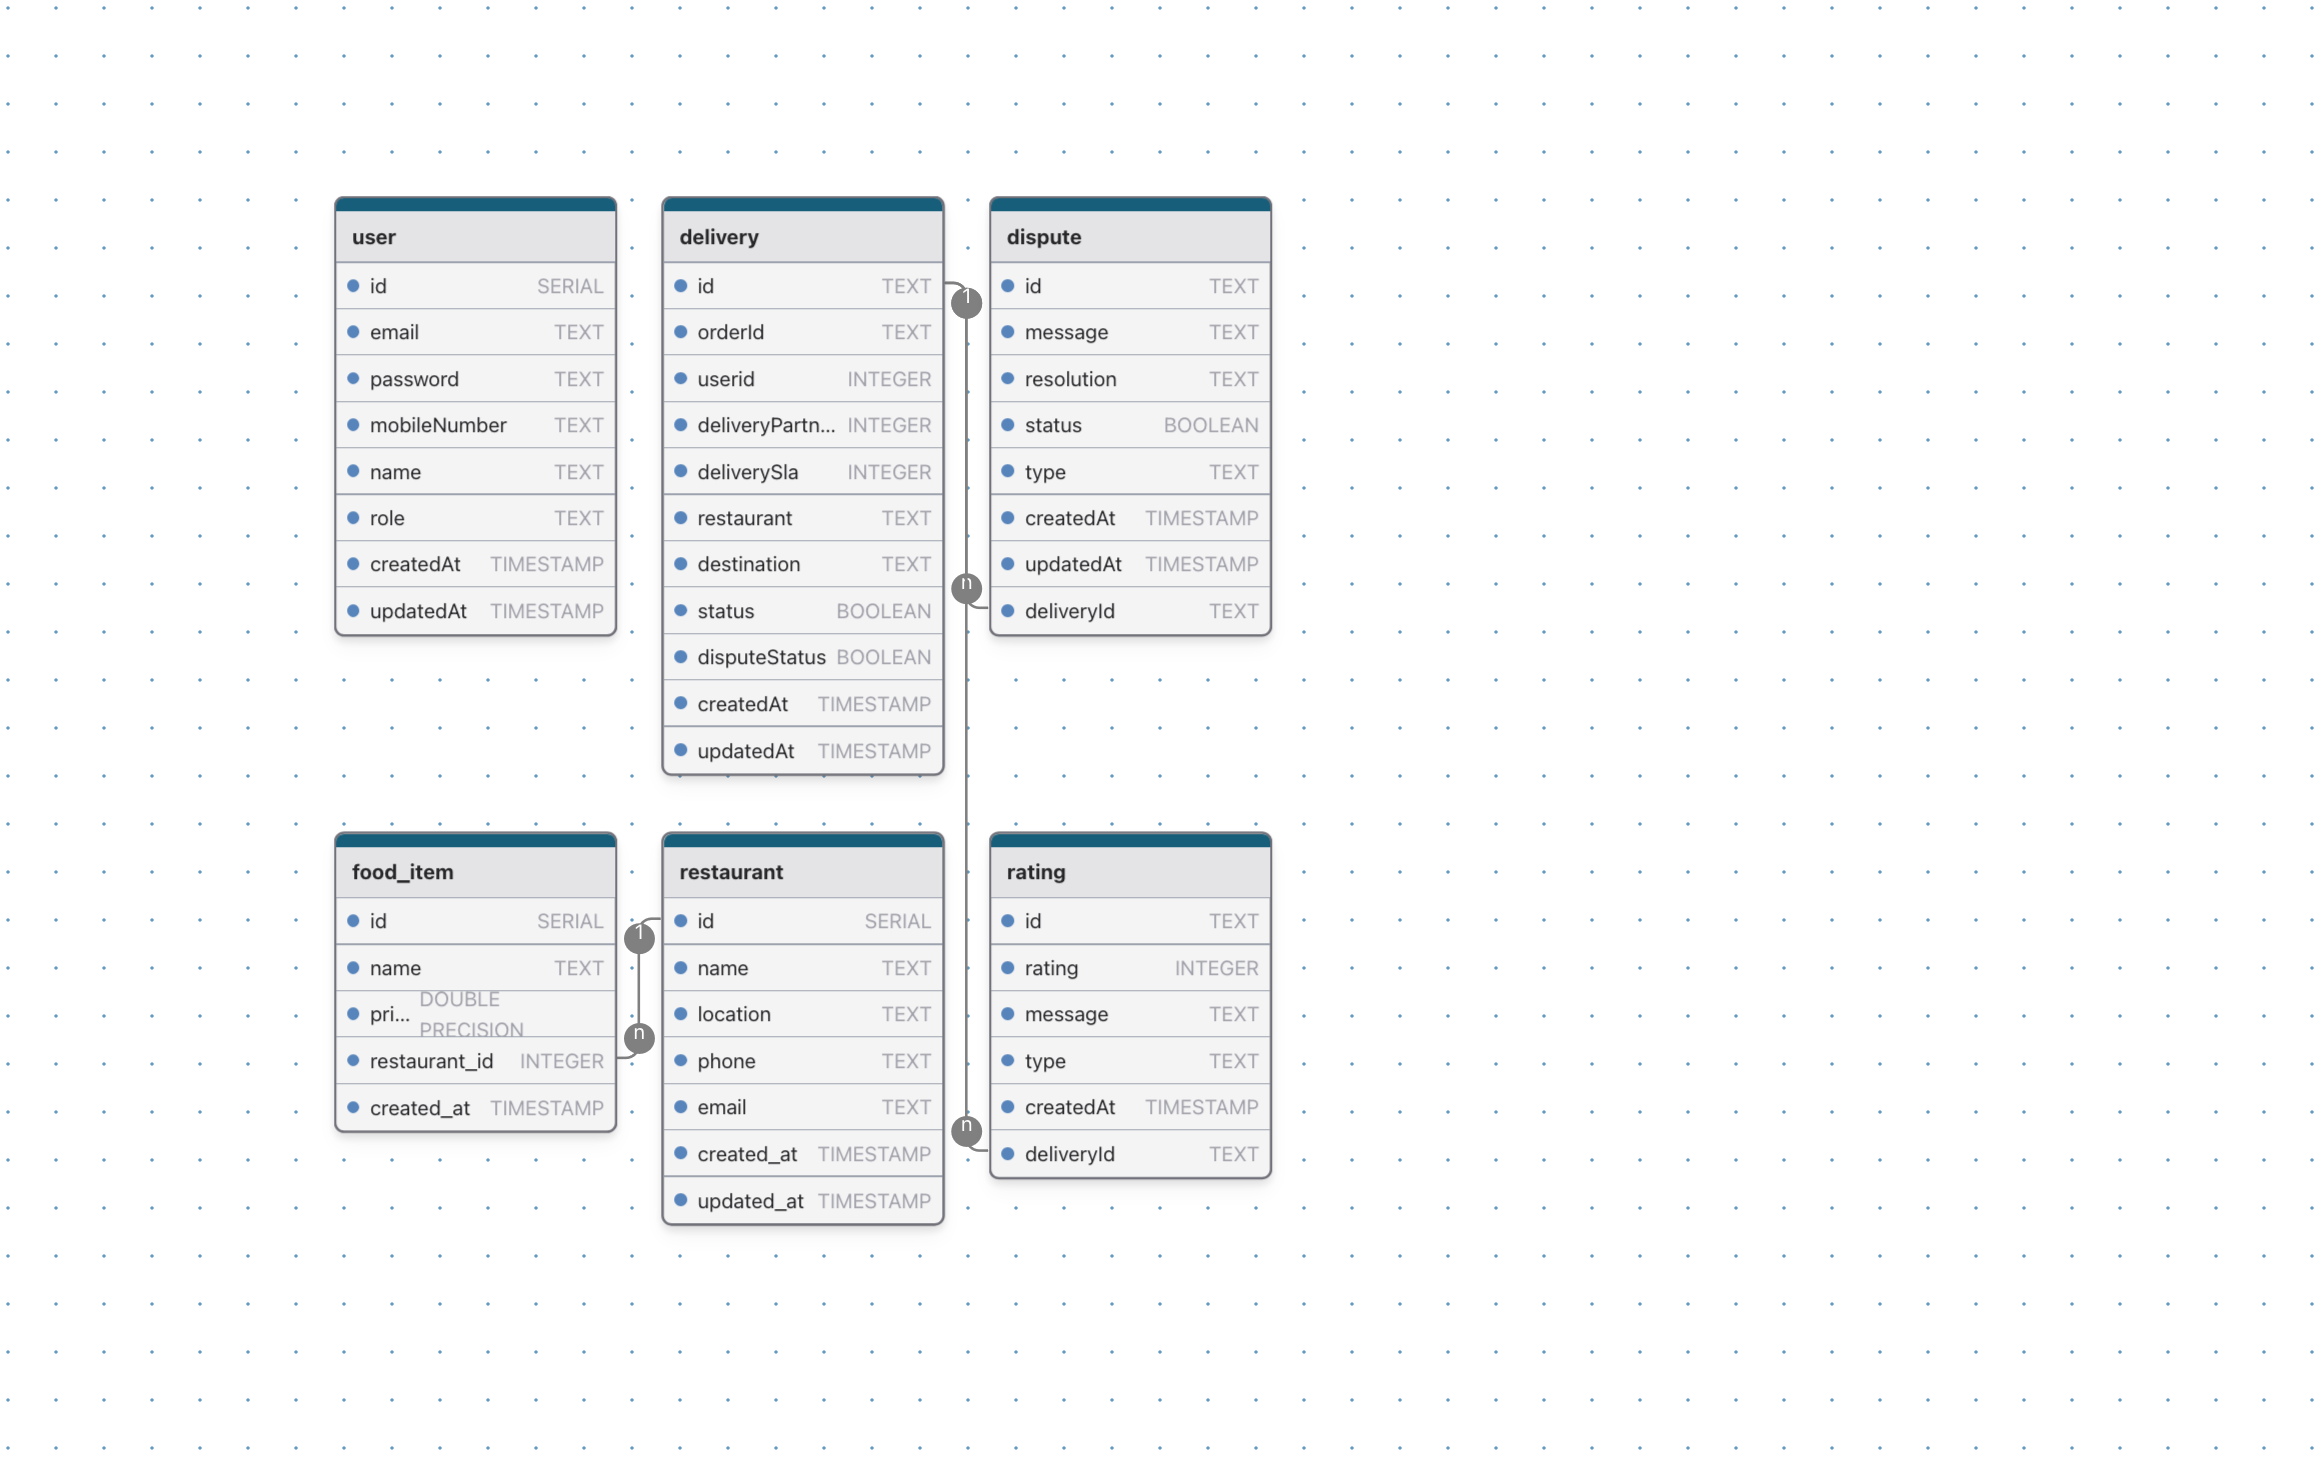 user
id SERIAL
email TEXT
password TEXT
mobileNumber TEXT
name TEXT
role TEXT
createdAt TIMESTAMP
updatedAt TIMESTAMP
delivery
id TEXT
orderId TEXT
userid INTEGER
deliveryPartn... INTEGER
deliverySla INTEGER
restaurant TEXT
destination TEXT
status BOOLEAN
disputeStatus BOOLEAN
createdAt TIMESTAMP
updatedAt TIMESTAMP
1
n
dispute
id TEXT
message TEXT
resolution TEXT
status BOOLEAN
type TEXT
createdAt TIMESTAMP
updatedAt TIMESTAMP
deliveryId TEXT
food_item
id SERIAL
name TEXT
pri... DOUBLE
PRECISION
restaurant_id INTEGER
created_at TIMESTAMP
1
n
restaurant
id SERIAL
name TEXT
location TEXT
phone TEXT
email TEXT
created_at TIMESTAMP
updated_at TIMESTAMP
n
rating
id TEXT
rating INTEGER
message TEXT
type TEXT
createdAt TIMESTAMP
deliveryId TEXT